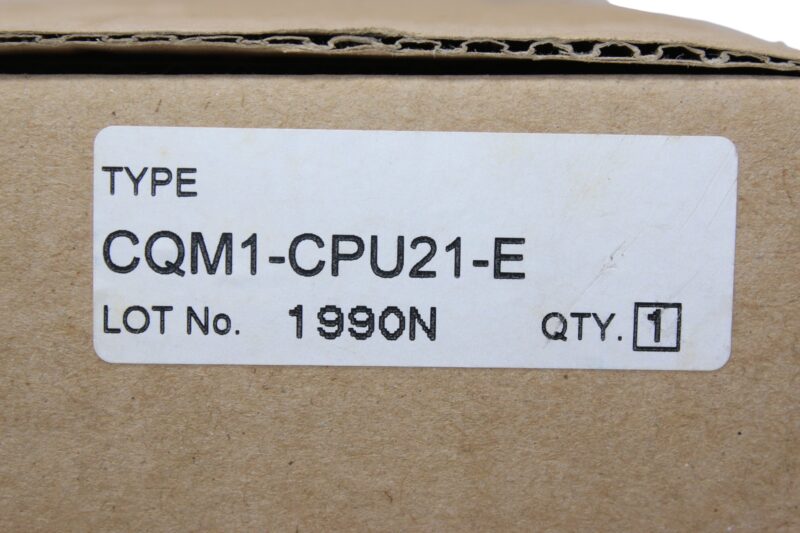 TYPE
CQM1-CPU21-E
LOT No. 1990N QTY. 1